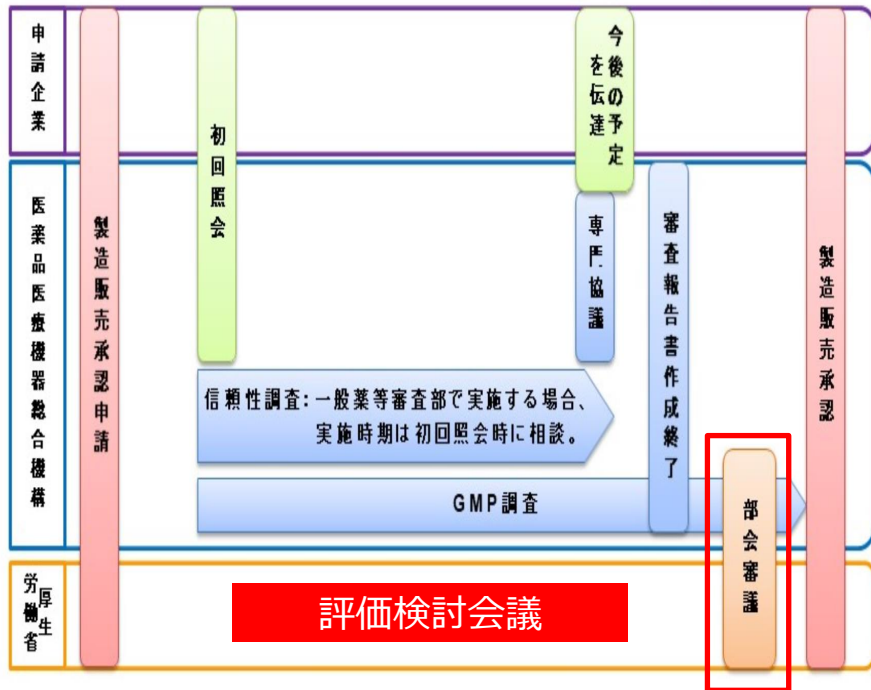 申請企業
医薬品医療機器総合機構
厚生
労働省
製造販売承認申請
初回照会
今後の予定
を伝達
専門協議
審査報告書作成終了
製造販売承認
信頼性調査:一般薬等審査部で実施する場合、
実施時期は初回照会時に相談。
GMP調査
部会審議
評価検討会議